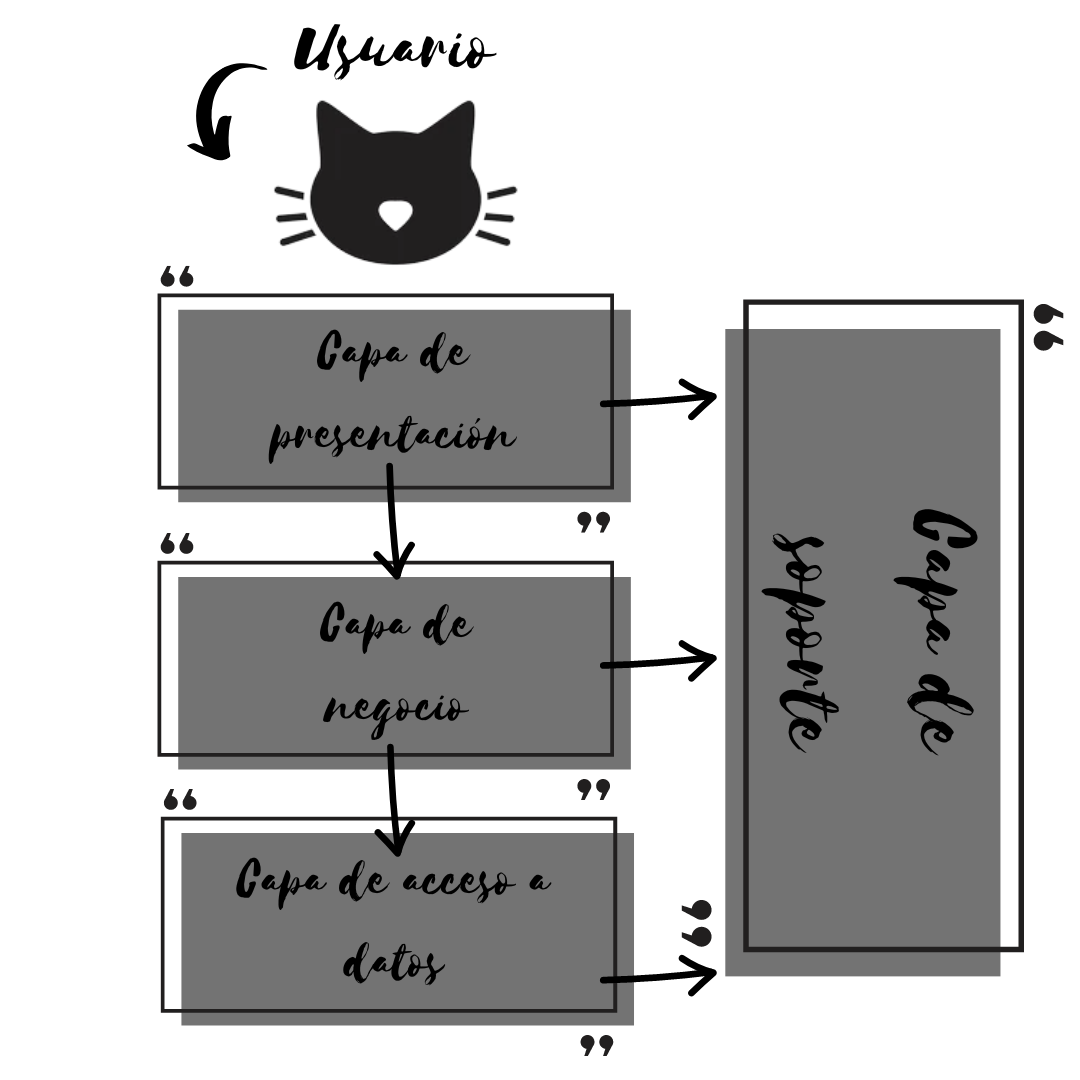 Usuario
Capa de
presentación
Capa de
negocio
Capa de acceso a
datos
Capa de
soporte